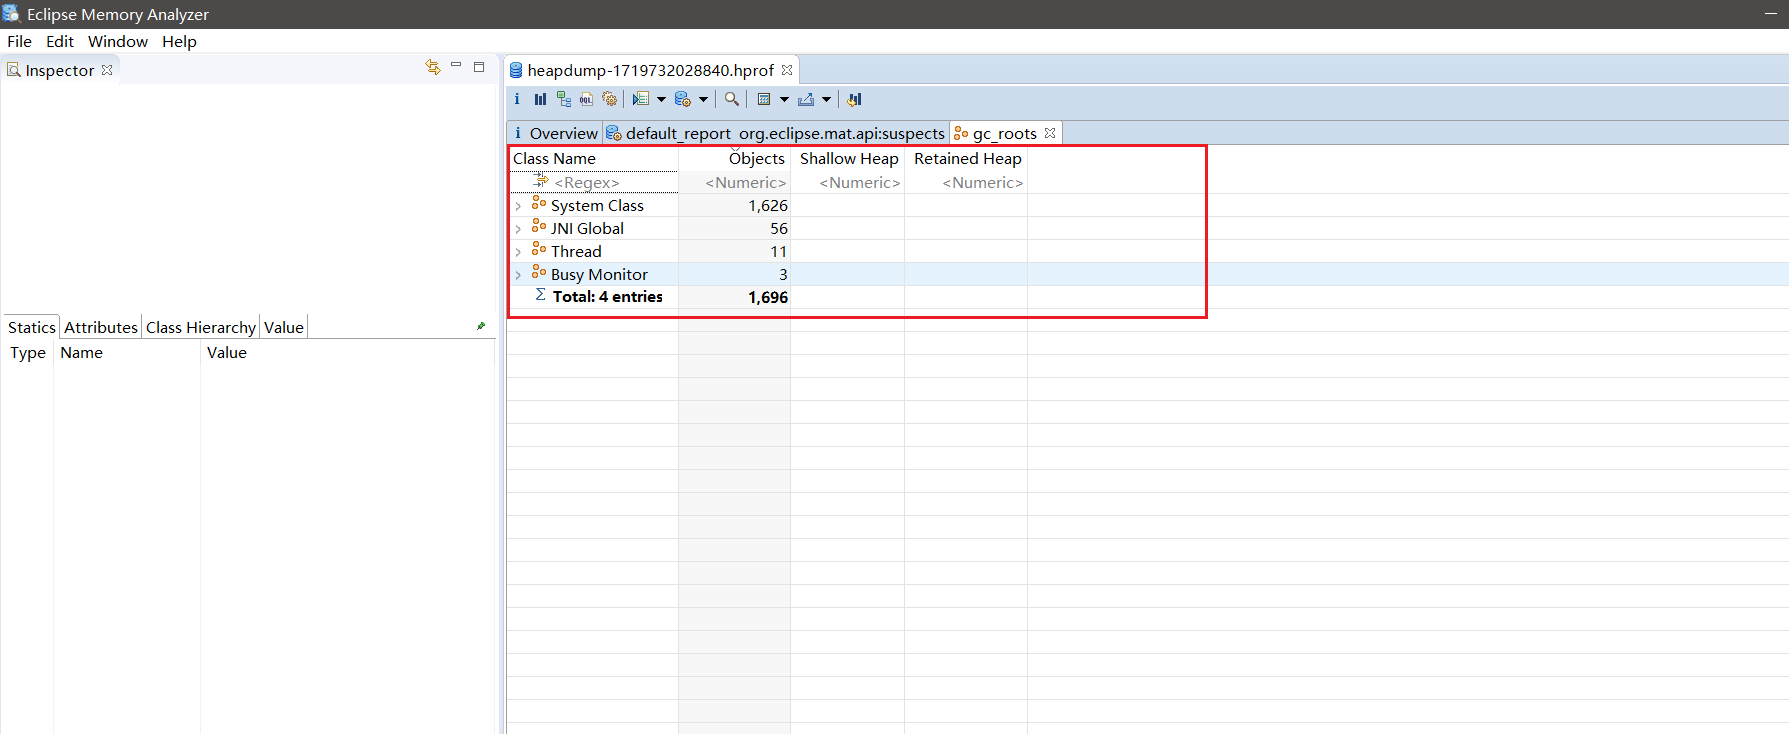 Eclipse Memory Analyzer
File Edit Window Help
Inspector
Statics Attributes Class Hierarchy Value
Type Name Value
heapdump-1719732028840.hprof
OQL
i Overview default_report org.eclipse.mat.api:suspects gc_roots
Class Name Objects Shallow Heap Retained Heap
<Regex> <Numeric> <Numeric> <Numeric>
System Class 1,626
JNI Global 56
Thread 11
Busy Monitor 3
Σ Total: 4 entries 1,696